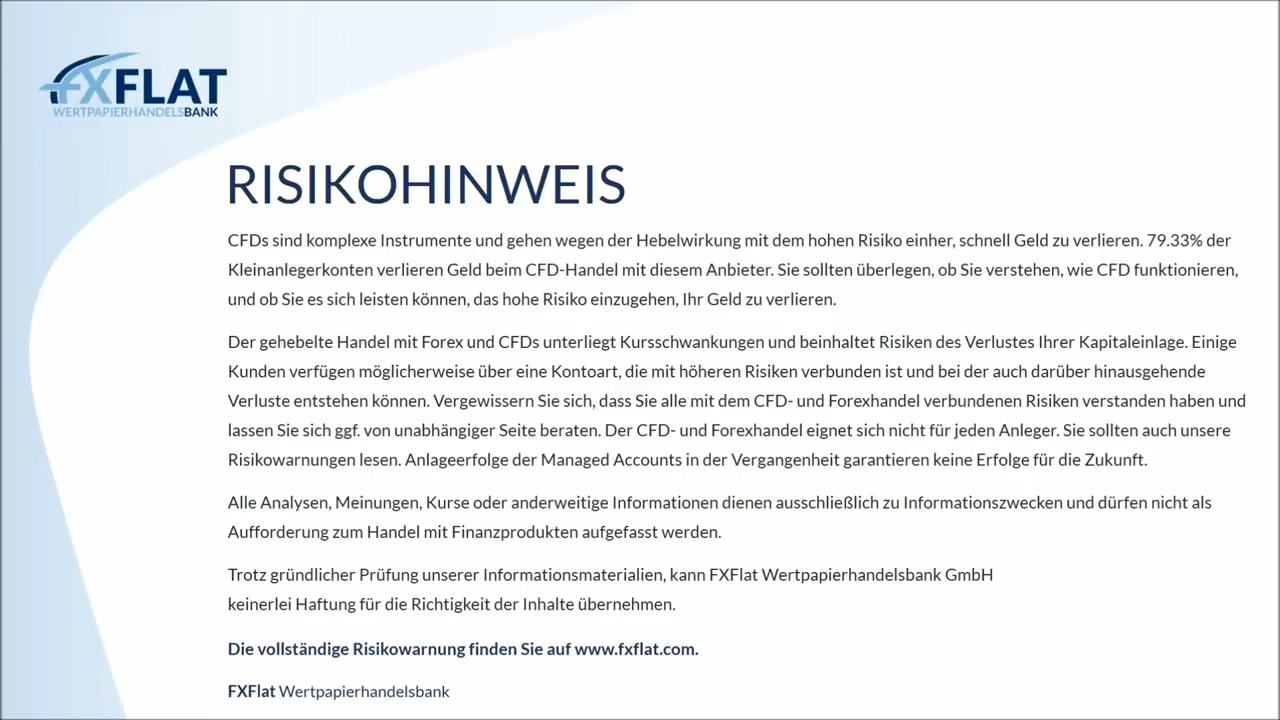 FXFLAT
WERTPAPIERHANDELSBANK
RISIKOHINWEIS
CFDs sind komplexe Instrumente und gehen wegen der Hebelwirkung mit dem hohen Risiko einher, schnell Geld zu verlieren. 79.33% der
Kleinanlegerkonten verlieren Geld beim CFD-Handel mit diesem Anbieter. Sie sollten überlegen, ob Sie verstehen, wie CFD funktionieren,
und ob Sie es sich leisten können, das hohe Risiko einzugehen, Ihr Geld zu verlieren.
Der gehebelte Handel mit Forex und CFDs unterliegt Kursschwankungen und beinhaltet Risiken des Verlustes Ihrer Kapitaleinlage. Einige
Kunden verfügen möglicherweise über eine Kontoart, die mit höheren Risiken verbunden ist und bei der auch darüber hinausgehende
Verluste entstehen können. Vergewissern Sie sich, dass Sie alle mit dem CFD- und Forexhandel verbundenen Risiken verstanden haben und
lassen Sie sich ggf. von unabhängiger Seite beraten. Der CFD- und Forexhandel eignet sich nicht für jeden Anleger. Sie sollten auch unsere
Risikowarnungen lesen. Anlageerfolge der Managed Accounts in der Vergangenheit garantieren keine Erfolge für die Zukunft.
Alle Analysen, Meinungen, Kurse oder anderweitige Informationen dienen ausschließlich zu Informationszwecken und dürfen nicht als
Aufforderung zum Handel mit Finanzprodukten aufgefasst werden.
Trotz gründlicher Prüfung unserer Informationsmaterialien, kann FXFlat Wertpapierhandelsbank GmbH
keinerlei Haftung für die Richtigkeit der Inhalte übernehmen.
Die vollständige Risikowarnung finden Sie auf www.fxflat.com.
FXFlat Wertpapierhandelsbank